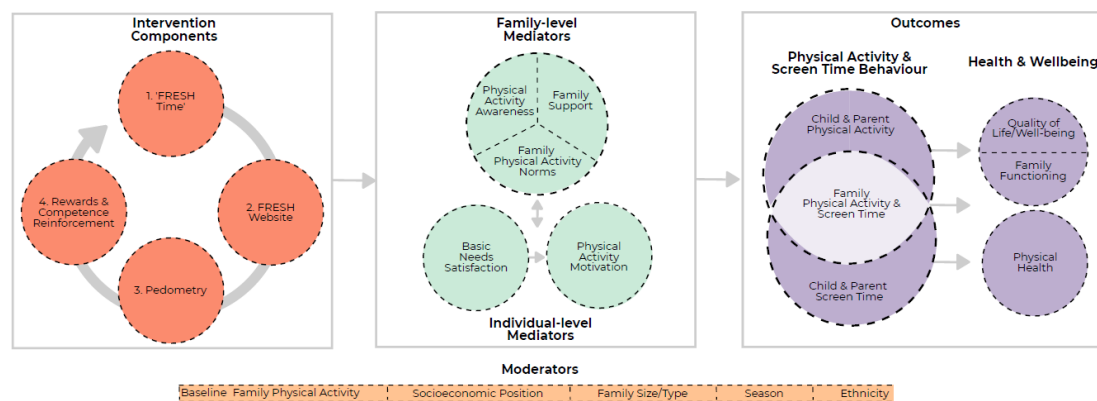 Intervention
Components
1. 'FRESH
Time'
2. FRESH
Website
3. Pedometry
4. Rewards &
Competence
Reinforcement
Family-level
Mediators
Physical
Activity
Awareness
Family
Support
Family
Physical Activity
Norms
Basic
Needs
Satisfaction
Physical
Activity
Motivation
Individual-level
Mediators
Outcomes
Physical Activity &
Screen Time Behaviour
Child & Parent
Physical Activity
Family
Physical Activity
& Screen Time
Child & Parent
Screen Time
Health & Wellbeing
Quality of
Life/Well-being
Family
Functioning
Physical
Health
Moderators
Baseline Family Physical Activity
Socioeconomic Position
Family Size/Type
Season
Ethnicity